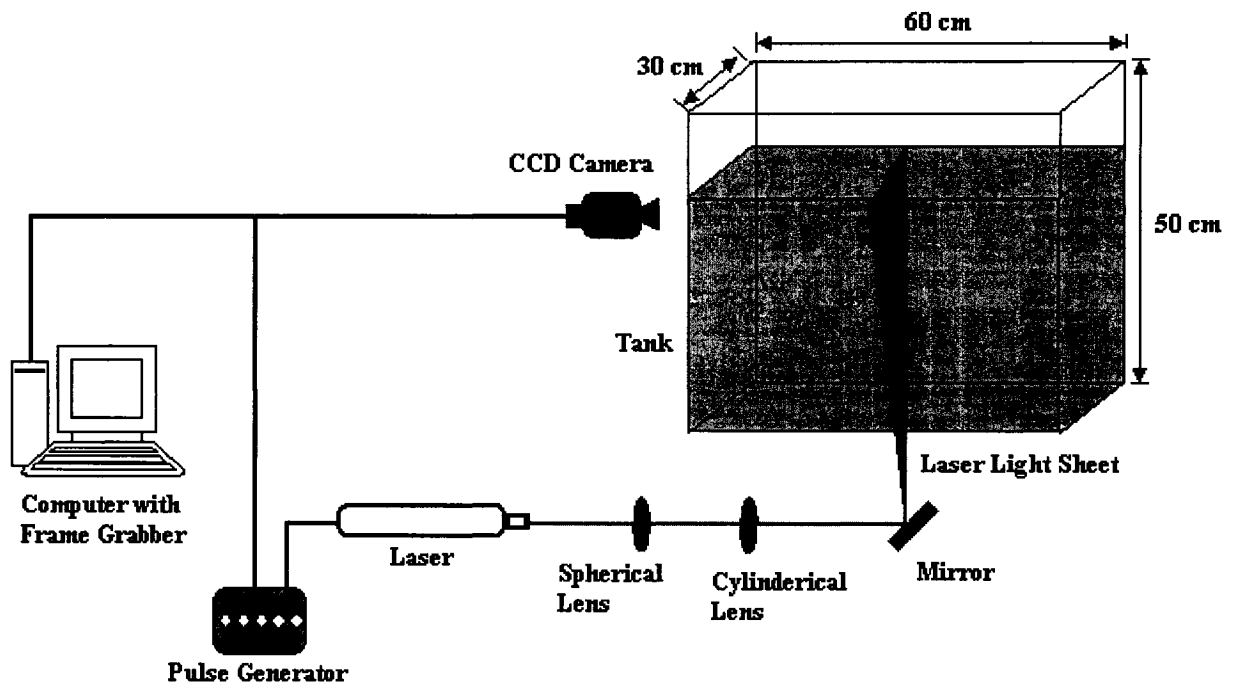 60 cm
30 cm
CCD Camera
50 cm
Tank
Laser Light Sheet
Computer with
Frame Grabber
Laser
Spherical
Lens
Cylinderical
Lens
Mirror
Pulse Generator